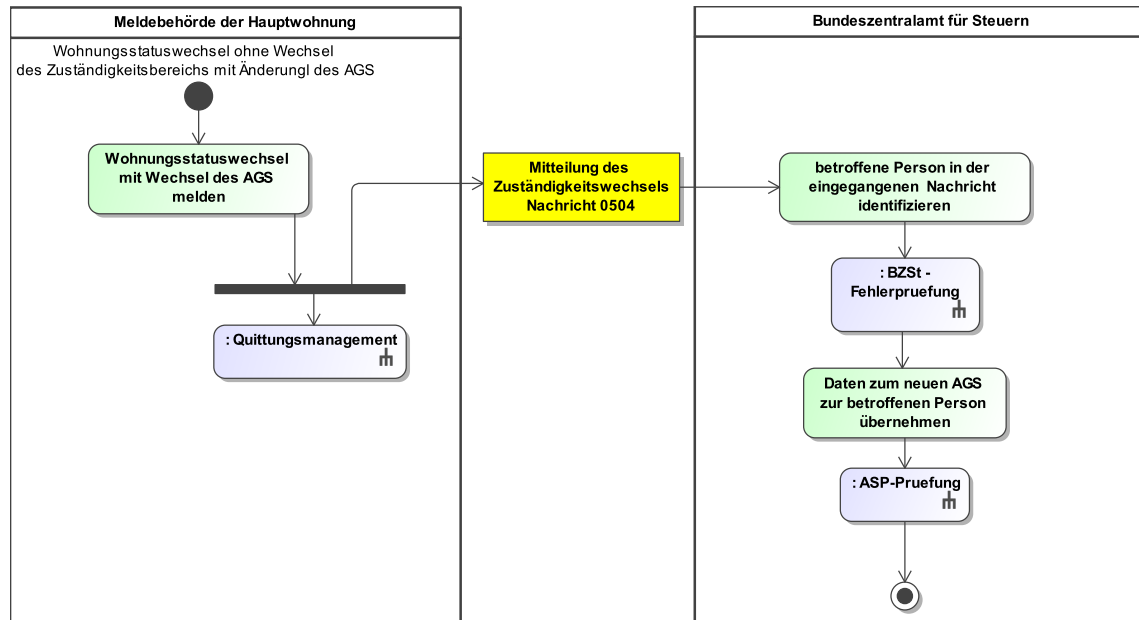 Meldebehörde der Hauptwohnung
Wohnungsstatuswechsel ohne Wechsel
des Zuständigkeitsbereichs mit Änderungl des AGS
Wohnungsstatuswechsel
mit Wechsel des AGS
melden
: Quittungsmanagement
Mitteilung des
Zuständigkeitswechsels
Nachricht 0504
Bundeszentralamt für Steuern
betroffene Person in der
eingegangenen Nachricht
identifizieren
: BZSt -
Fehlerpruefung
Daten zum neuen AGS
zur betroffenen Person
übernehmen
: ASP-Pruefung